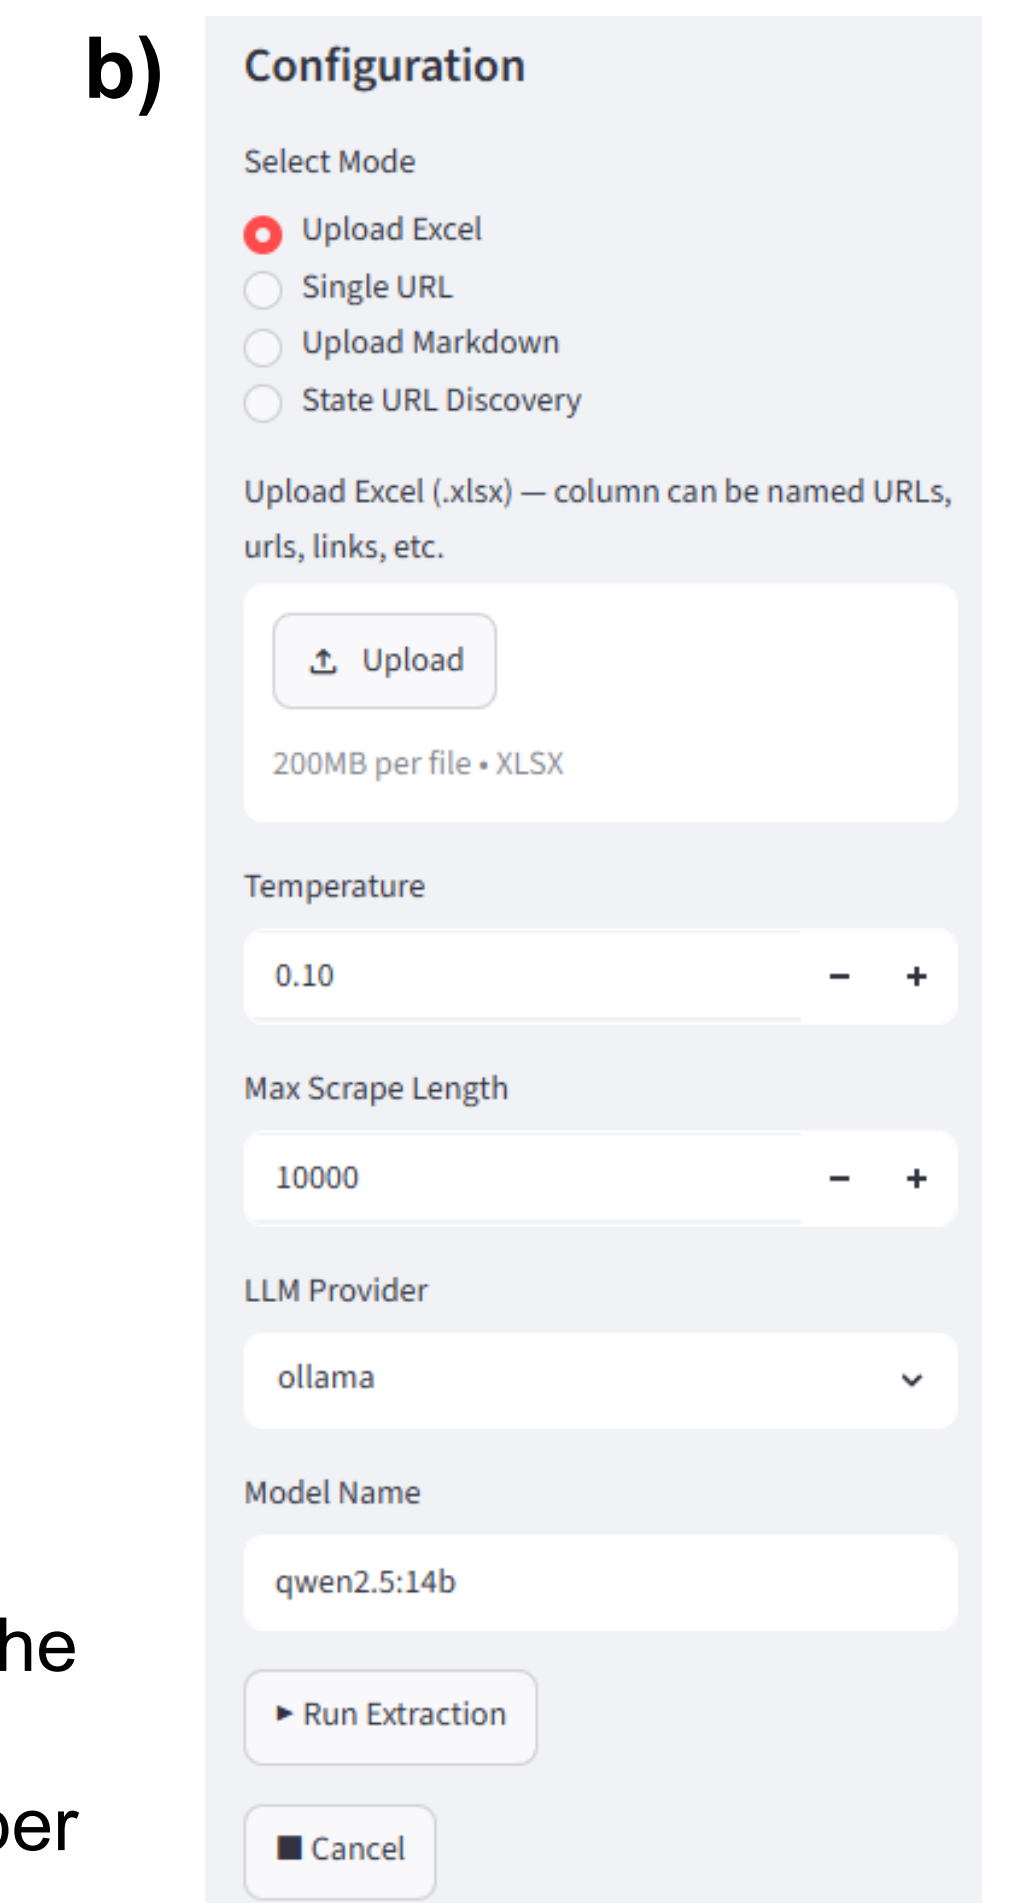 b)
Configuration
Select Mode
Upload Excel
Single URL
Upload Markdown
State URL Discovery
Upload Excel (.xlsx) — column can be named URLs,
urls, links, etc.
Upload
200MB per file • XLSX
Temperature
0.10 − +
Max Scrape Length
10000 − +
LLM Provider
ollama
Model Name
qwen2.5:14b
he
▶ Run Extraction
per
■ Cancel